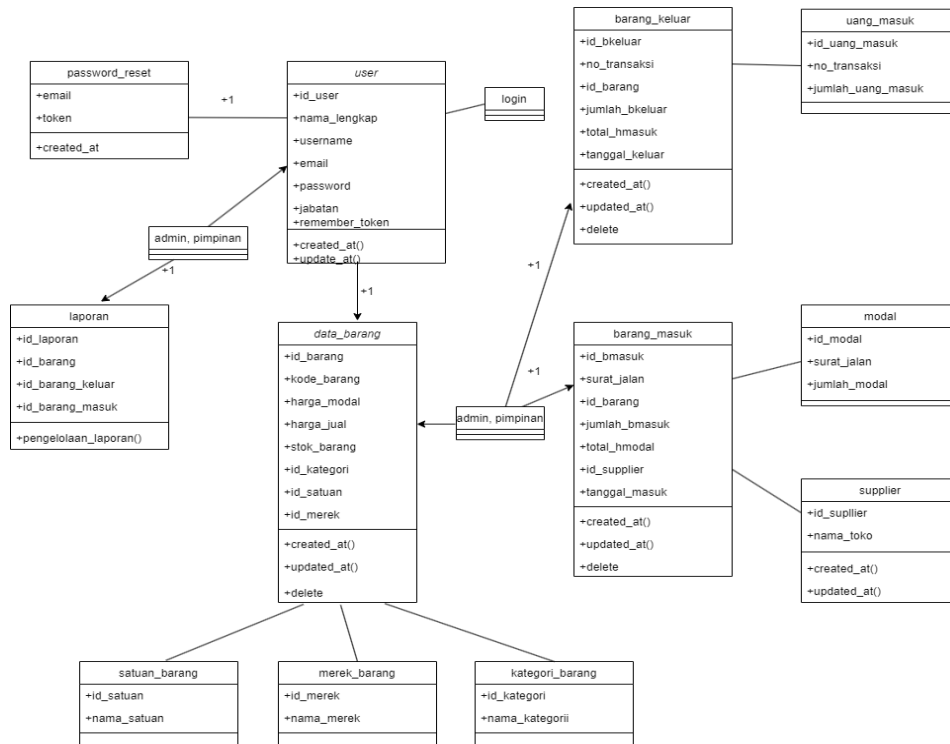 password_reset
+email
+token
+created_at
+1
user
+id_user
+nama_lengkap
+username
+email
+password
+jabatan
+remember_token
+created_at()
+update_at()
login
barang_keluar
+id_bkeluar
+no_transaksi
+id_barang
+jumlah_bkeluar
+total_hmasuk
+tanggal_keluar
+created_at()
+updated_at()
+delete
uang_masuk
+id_uang_masuk
+no_transaksi
+jumlah_uang_masuk
admin, pimpinan
+1
+1
+1
laporan
+id_laporan
+id_barang
+id_barang_keluar
+id_barang_masuk
+pengelolaan_laporan()
data_barang
+id_barang
+kode_barang
+harga_modal
+harga_jual
+stok_barang
+id_kategori
+id_satuan
+id_merek
+created_at()
+updated_at()
+delete
+1
admin, pimpinan
barang_masuk
+id_bmasuk
+surat_jalan
+id_barang
+jumlah_bmasuk
+total_hmodal
+id_supplier
+tanggal_masuk
+created_at()
+updated_at()
+delete
modal
+id_modal
+surat_jalan
+jumlah_modal
supplier
+id_supllier
+nama_toko
+created_at()
+updated_at()
satuan_barang
+id_satuan
+nama_satuan
merek_barang
+id_merek
+nama_merek
kategori_barang
+id_kategori
+nama_kategorii